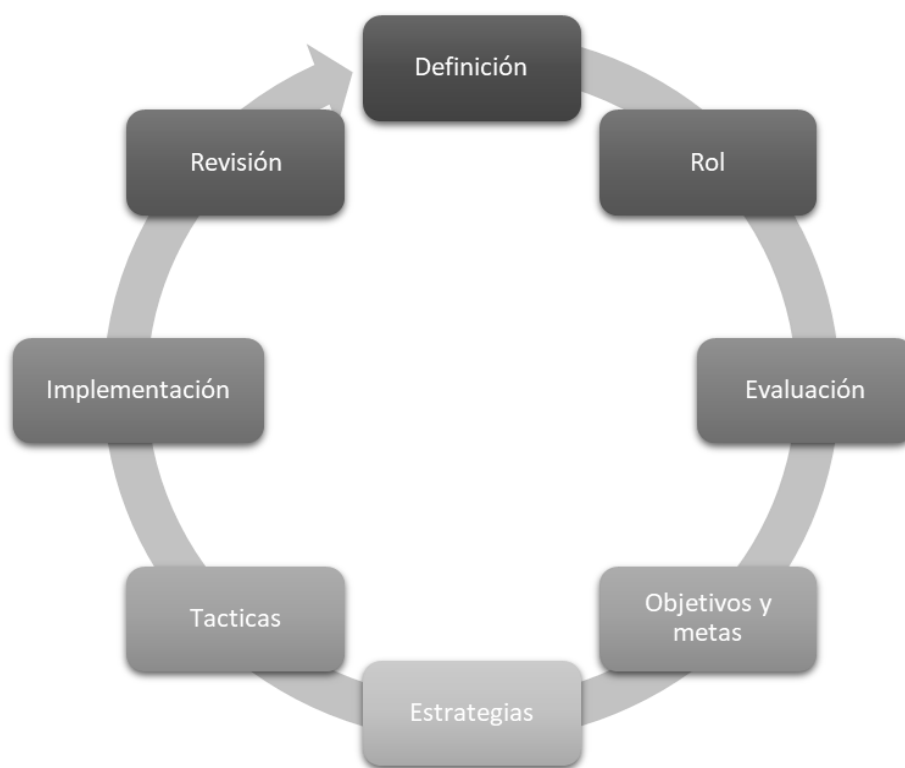 Definición
Rol
Evaluación
Objetivos y
metas
Estrategias
Tacticas
Implementación
Revisión